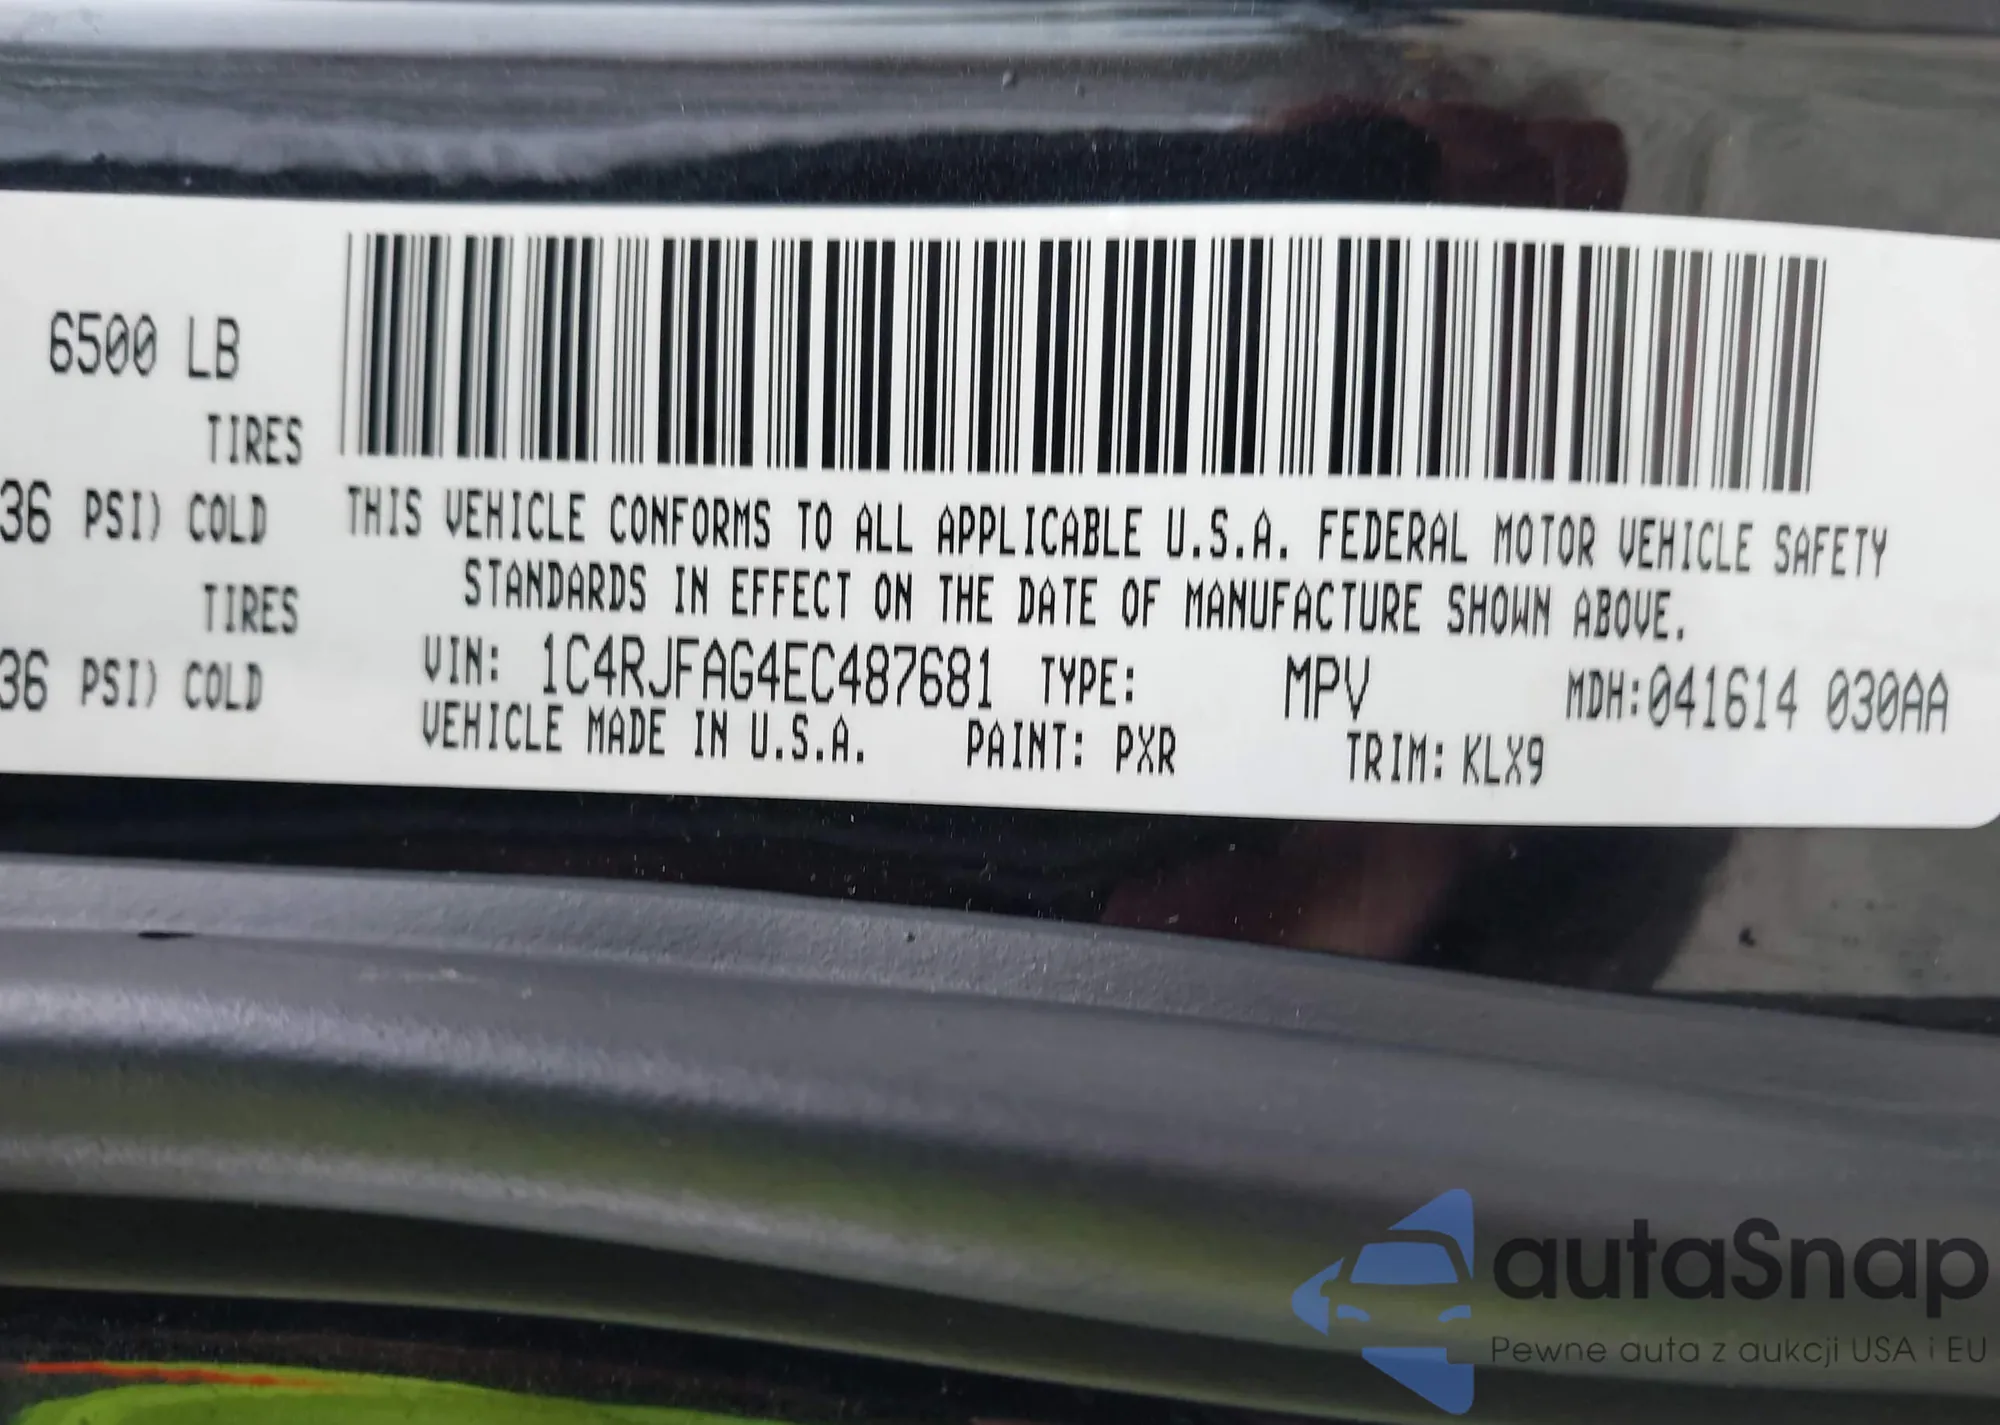 6500 LB
TIRES
36 PSI) COLD
TIRES
36 PSI) COLD
THIS VEHICLE CONFORMS TO ALL APPLICABLE U.S.A. FEDERAL MOTOR VEHICLE SAFETY
STANDARDS IN EFFECT ON THE DATE OF MANUFACTURE SHOWN ABOVE.
VIN: 1C4RJFAG4EC487681 TYPE: MPV MDH:041614 030AA
VEHICLE MADE IN U.S.A. PAINT: PXR TRIM: KLX9
autaSnap
Pewne auta z aukcji USA i EU